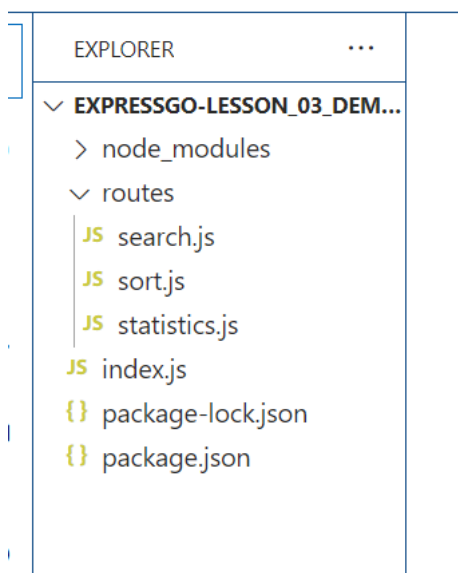 EXPLORER ...
EXPRESSGO-LESSON_03_DEM...
node_modules
routes
JS search.js
JS sort.js
JS statistics.js
JS index.js
{} package-lock.json
{} package.json